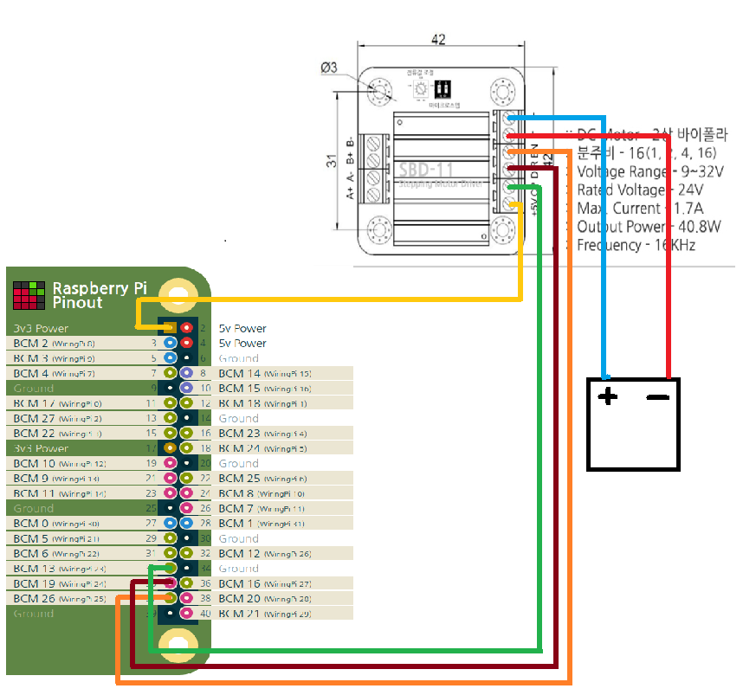 42
Ø3
전류값 조정
마이크로스텝
31
42
A+ A- B+ B-
SBD-11
Stepping Motor Driver
+5V DIR EN + -
DC Motor - 2상 바이폴라
분주비 - 16(1, 2, 4, 16)
Voltage Range - 9~32V
Rated Voltage - 24V
Max. Current - 1.7A
Output Power - 40.8W
Frequency - 16KHz
Raspberry Pi
Pinout
3v3 Power 1 2 5v Power
BCM 2 (WiringPi 8) 3 4 5v Power
BCM 3 (WiringPi 9) 5 6 Ground
BCM 4 (WiringPi 7) 7 8 BCM 14 (WiringPi 15)
Ground 9 10 BCM 15 (WiringPi 16)
BCM 17 (WiringPi 0) 11 12 BCM 18 (WiringPi 1)
BCM 27 (WiringPi 2) 13 14 Ground
BCM 22 (WiringPi 3) 15 16 BCM 23 (WiringPi 4)
3v3 Power 17 18 BCM 24 (WiringPi 5)
BCM 10 (WiringPi 12) 19 20 Ground
BCM 9 (WiringPi 13) 21 22 BCM 25 (WiringPi 6)
BCM 11 (WiringPi 14) 23 24 BCM 8 (WiringPi 10)
Ground 25 26 BCM 7 (WiringPi 11)
BCM 0 (WiringPi 30) 27 28 BCM 1 (WiringPi 31)
BCM 5 (WiringPi 21) 29 30 Ground
BCM 6 (WiringPi 22) 31 32 BCM 12 (WiringPi 26)
BCM 13 (WiringPi 23) 34 Ground
BCM 19 (WiringPi 24) 36 BCM 16 (WiringPi 27)
BCM 26 (WiringPi 25) 38 BCM 20 (WiringPi 28)
Ground 39 40 BCM 21 (WiringPi 29)
+ -